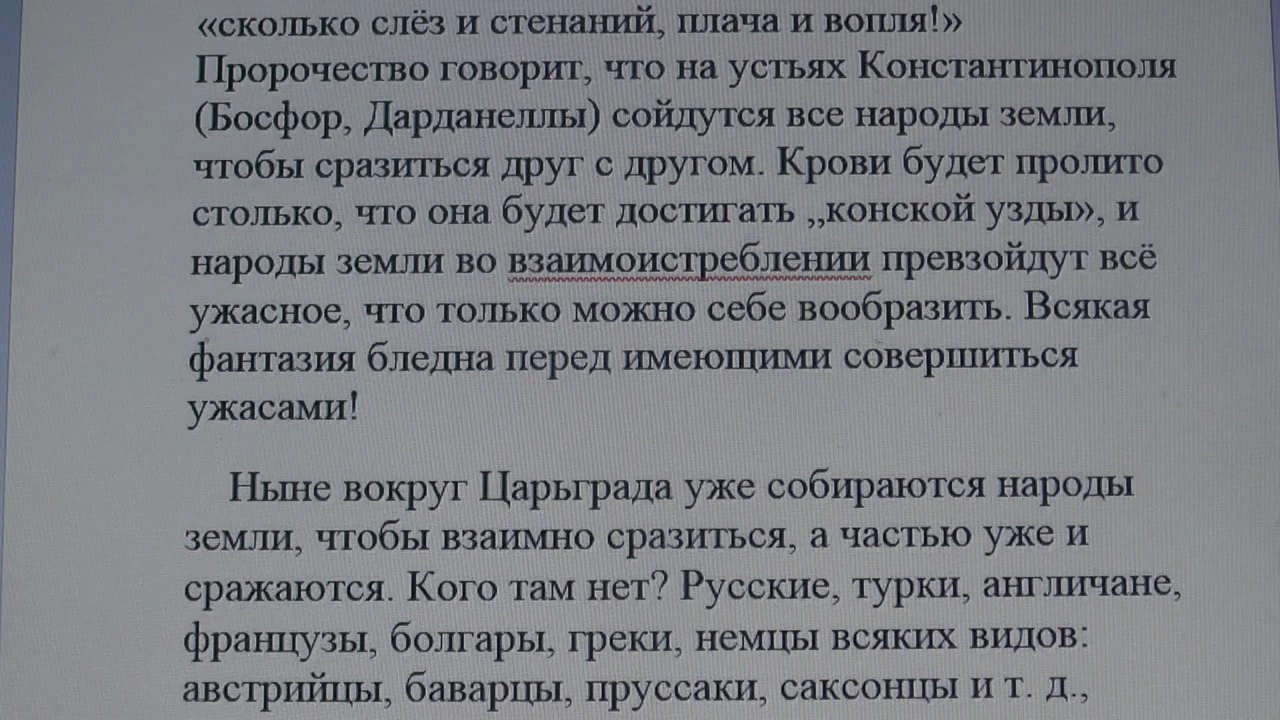 «сколько слёз и стенаний, плача и вопля!»
Пророчество говорит, что на устьях Константинополя
(Босфор, Дарданеллы) сойдутся все народы земли,
чтобы сразиться друг с другом. Крови будет пролито
столько, что она будет достигать ,,конской узды», и
народы земли во взаимоистреблении превзойдут всё
ужасное, что только можно себе вообразить. Всякая
фантазия бледна перед имеющими совершиться
ужасами!
Ныне вокруг Царьграда уже собираются народы
земли, чтобы взаимно сразиться, а частью уже и
сражаются. Кого там нет? Русские, турки, англичане,
французы, болгары, греки, немцы всяких видов:
австрийцы, баварцы, пруссаки, саксонцы и т. д.,